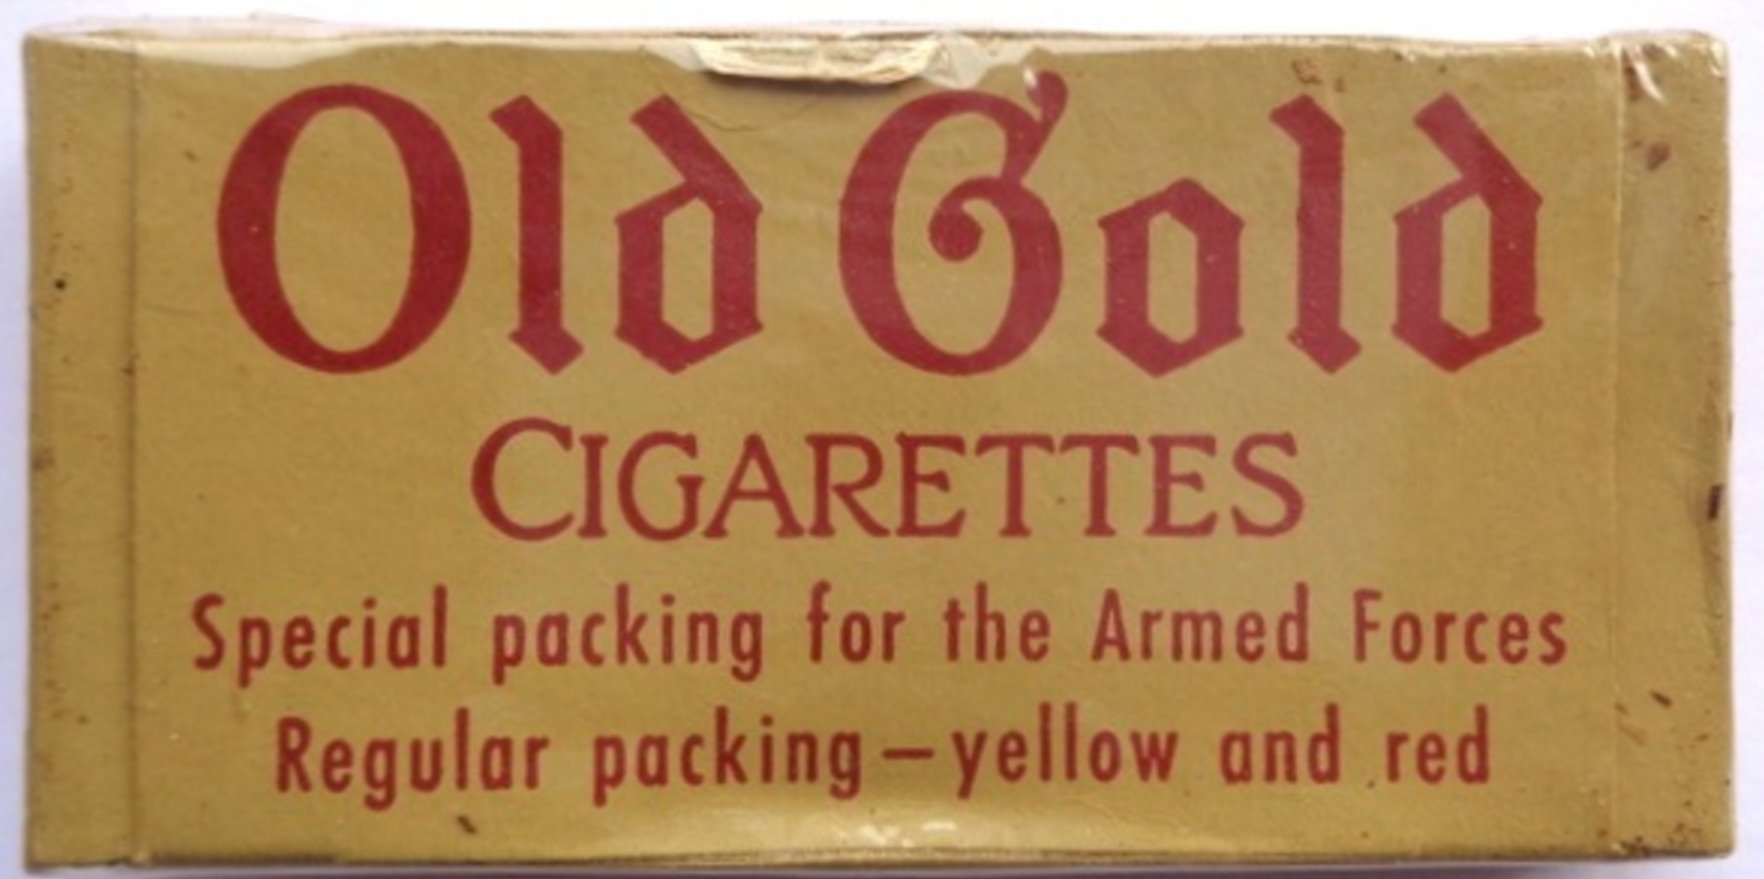 Old Gold
CIGARETTES
Special packing for the Armed Forces
Regular packing — yellow and red